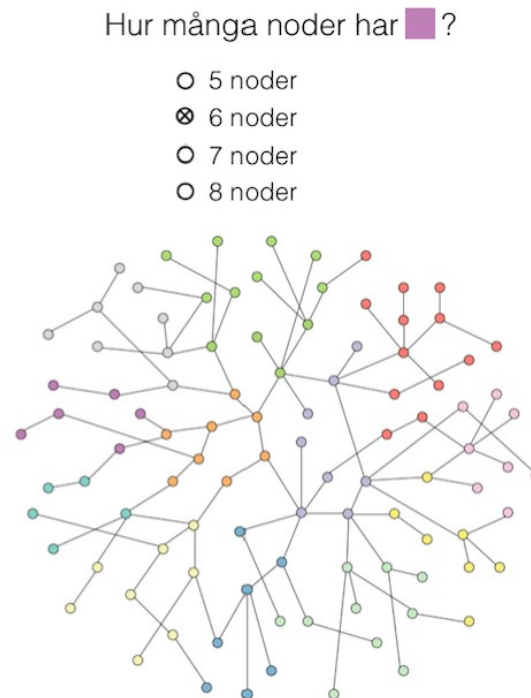 Hur många noder har ?
5 noder
6 noder
7 noder
8 noder